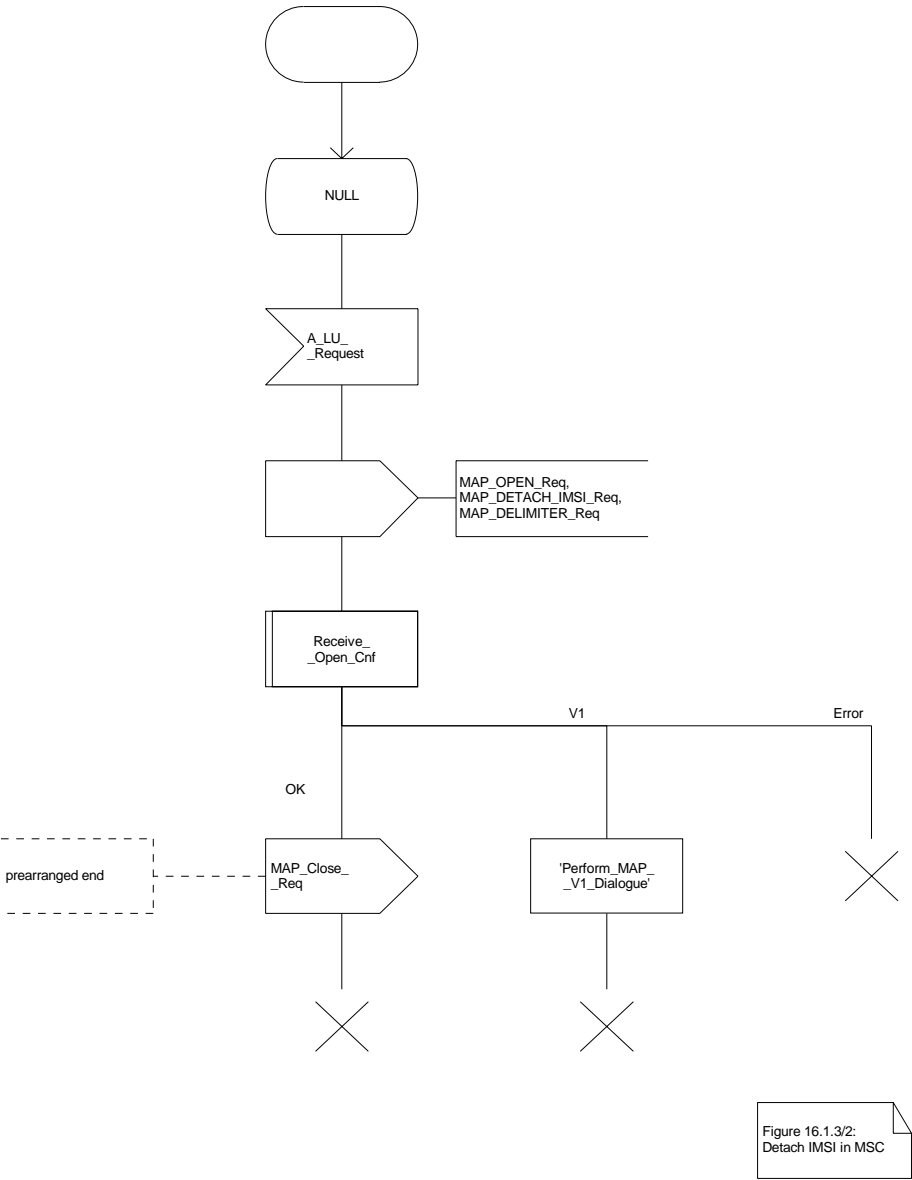 NULL
A_LU_
_Request
MAP_OPEN_Req,
MAP_DETACH_IMSI_Req,
MAP_DELIMITER_Req
Receive_
_Open_Cnf
V1
Error
OK
prearranged end
MAP_Close_
_Req
'Perform_MAP_
_V1_Dialogue'
Figure 16.1.3/2:
Detach IMSI in MSC